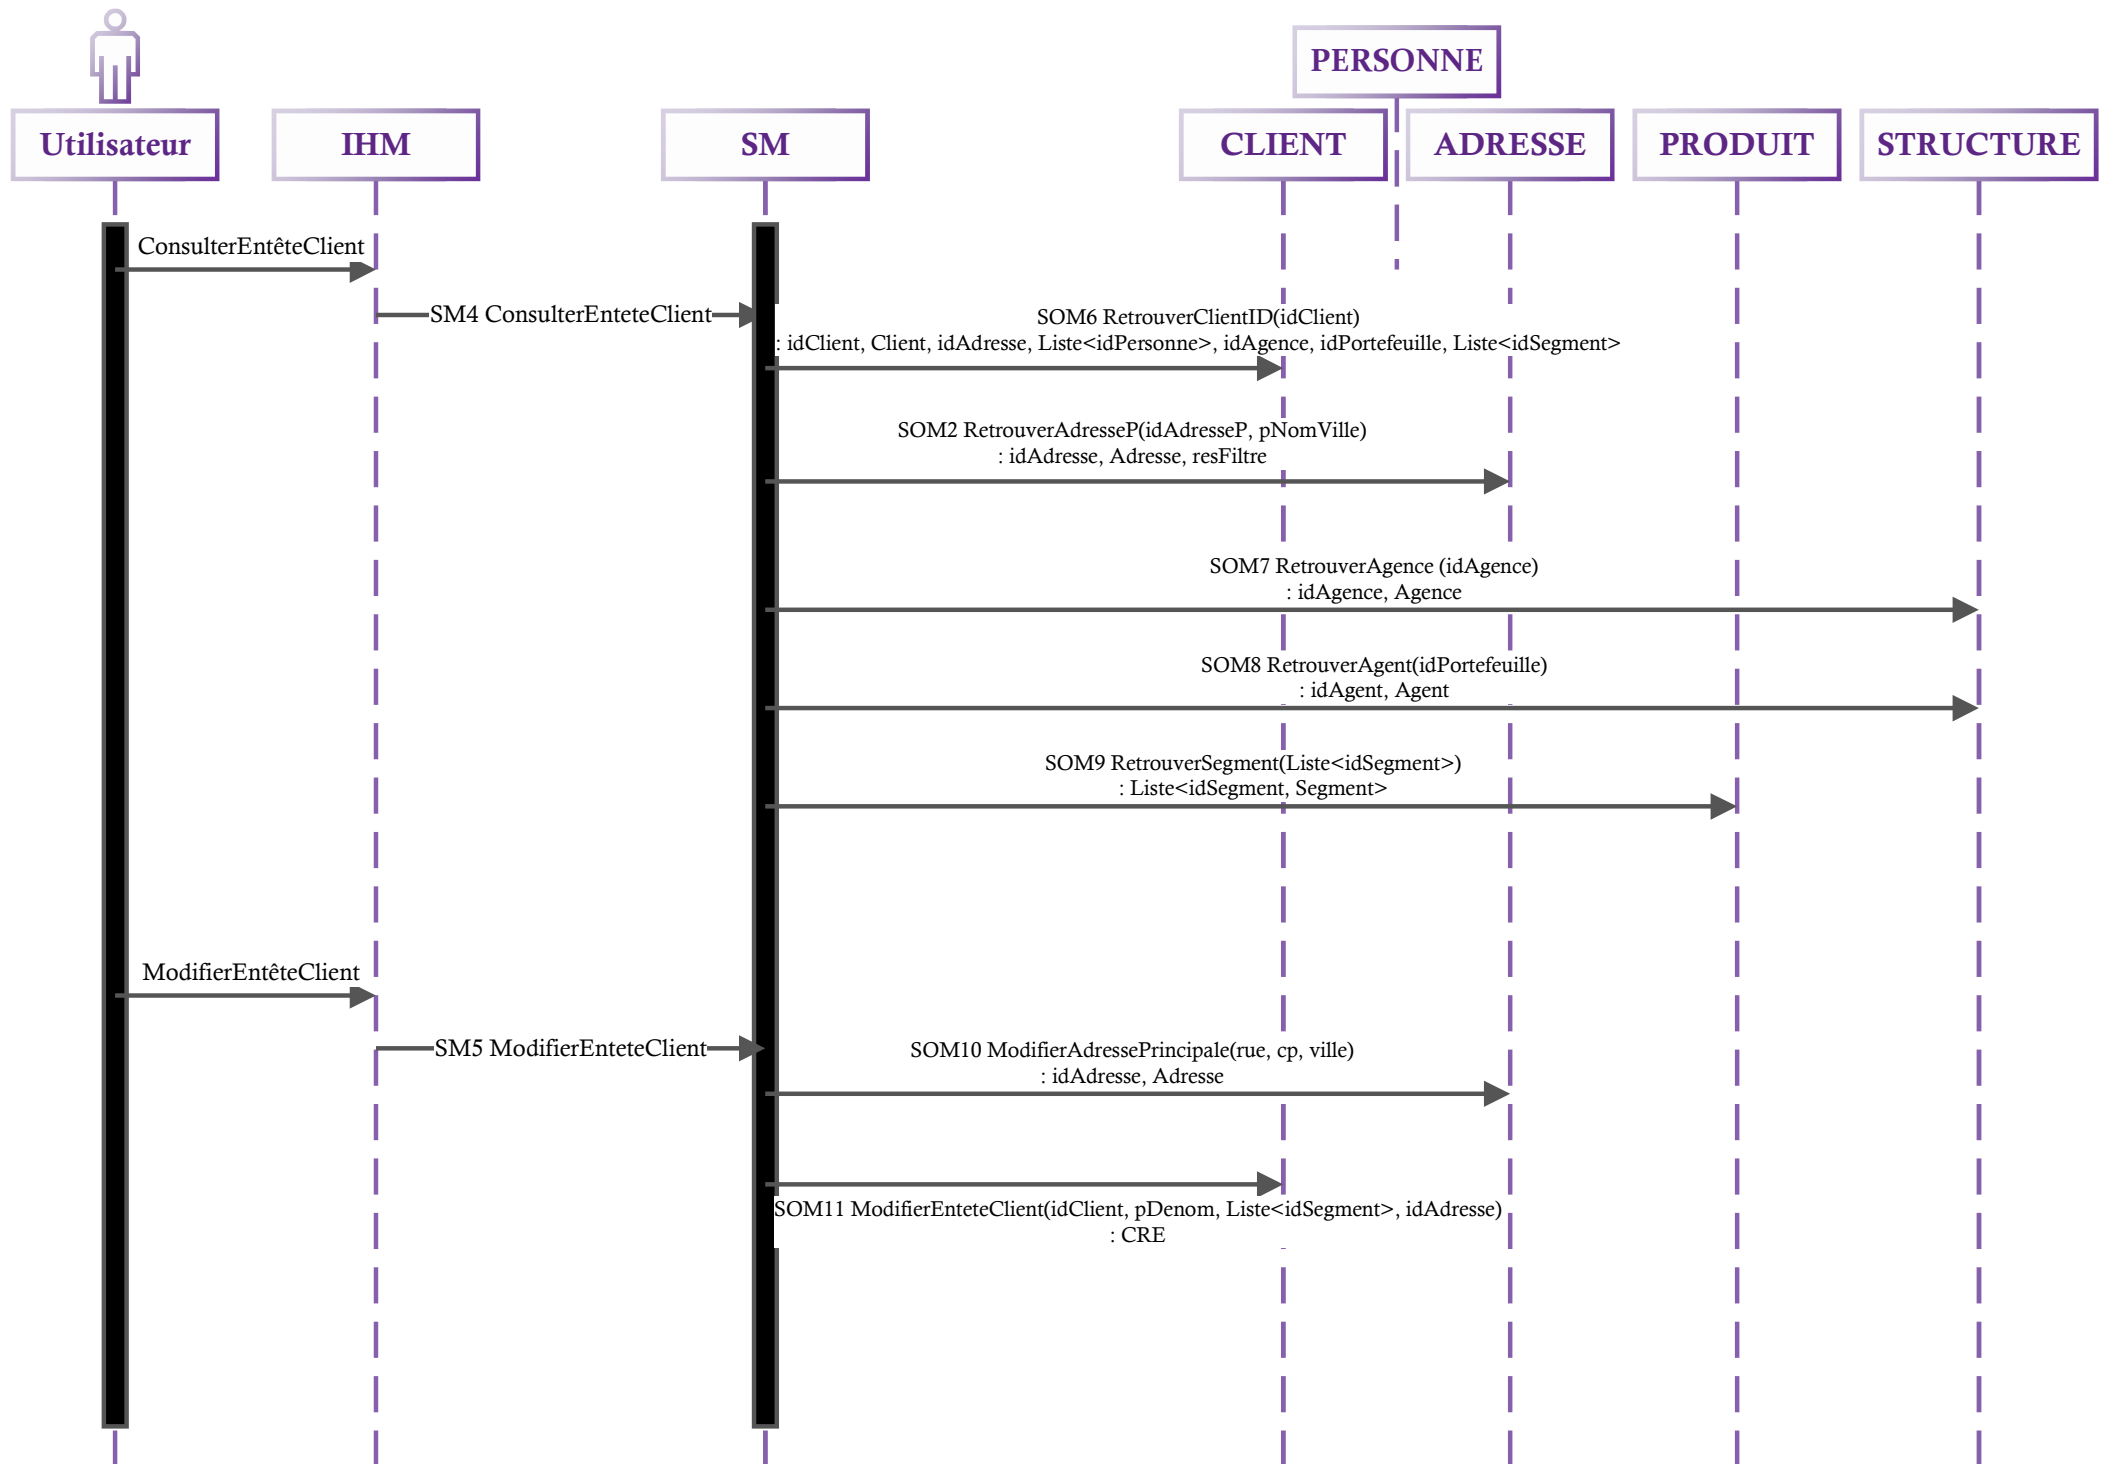 PERSONNE
Utilisateur
IHM
SM
CLIENT
ADRESSE
PRODUIT
STRUCTURE
ConsulterEntêteClient
SM4 ConsulterEnteteClient
SOM6 RetrouverClientID(idClient)
: idClient, Client, idAdresse, Liste<idPersonne>, idAgence, idPortefeuille, Liste<idSegment>
SOM2 RetrouverAdresseP(idAdresseP, pNomVille)
: idAdresse, Adresse, resFiltre
SOM7 RetrouverAgence (idAgence)
: idAgence, Agence
SOM8 RetrouverAgent(idPortefeuille)
: idAgent, Agent
SOM9 RetrouverSegment(Liste<idSegment>)
: Liste<idSegment, Segment>
ModifierEntêteClient
SM5 ModifierEnteteClient
SOM10 ModifierAdressePrincipale(rue, cp, ville)
: idAdresse, Adresse
SOM11 ModifierEnteteClient(idClient, pDenom, Liste<idSegment>, idAdresse)
: CRE